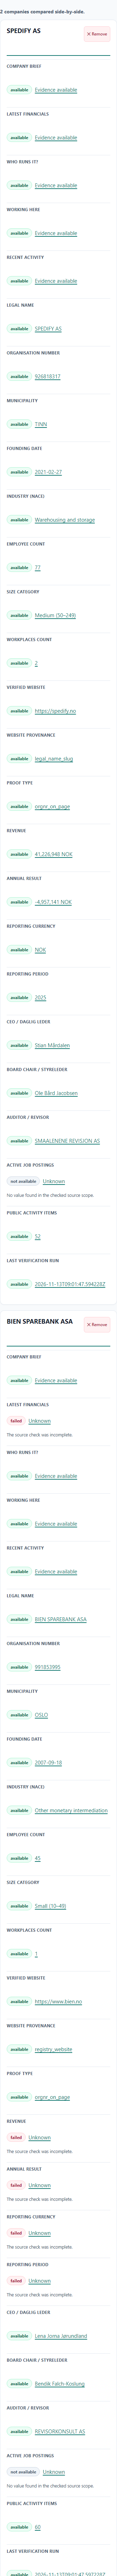 2 companies compared side-by-side.
SPEDIFY AS
✕ Remove
COMPANY BRIEF
available Evidence available
LATEST FINANCIALS
available Evidence available
WHO RUNS IT?
available Evidence available
WORKING HERE
available Evidence available
RECENT ACTIVITY
available Evidence available
LEGAL NAME
available SPEDIFY AS
ORGANISATION NUMBER
available 926818317
MUNICIPALITY
available TINN
FOUNDING DATE
available 2021-02-27
INDUSTRY (NACE)
available Warehousing and storage
EMPLOYEE COUNT
available 77
SIZE CATEGORY
available Medium (50–249)
WORKPLACES COUNT
available 2
VERIFIED WEBSITE
available https://spedify.no
WEBSITE PROVENANCE
available legal_name_slug
PROOF TYPE
available orgnr_on_page
REVENUE
available 41,226,948 NOK
ANNUAL RESULT
available -4,957,141 NOK
REPORTING CURRENCY
available NOK
REPORTING PERIOD
available 2025
CEO / DAGLIG LEDER
available Stian Mårdalen
BOARD CHAIR / STYRELEDER
available Ole Bård Jacobsen
AUDITOR / REVISOR
available SMAALENENE REVISJON AS
ACTIVE JOB POSTINGS
not available Unknown
No value found in the checked source scope.
PUBLIC ACTIVITY ITEMS
available 52
LAST VERIFICATION RUN
available 2026-11-13T09:01:47.594228Z
BIEN SPAREBANK ASA
✕ Remove
COMPANY BRIEF
available Evidence available
LATEST FINANCIALS
failed Unknown
The source check was incomplete.
WHO RUNS IT?
available Evidence available
WORKING HERE
available Evidence available
RECENT ACTIVITY
available Evidence available
LEGAL NAME
available BIEN SPAREBANK ASA
ORGANISATION NUMBER
available 991853995
MUNICIPALITY
available OSLO
FOUNDING DATE
available 2007-09-18
INDUSTRY (NACE)
available Other monetary intermediation
EMPLOYEE COUNT
available 45
SIZE CATEGORY
available Small (10–49)
WORKPLACES COUNT
available 1
VERIFIED WEBSITE
available https://www.bien.no
WEBSITE PROVENANCE
available registry_website
PROOF TYPE
available orgnr_on_page
REVENUE
failed Unknown
The source check was incomplete.
ANNUAL RESULT
failed Unknown
The source check was incomplete.
REPORTING CURRENCY
failed Unknown
The source check was incomplete.
REPORTING PERIOD
failed Unknown
The source check was incomplete.
CEO / DAGLIG LEDER
available Lena Jorna Jørundland
BOARD CHAIR / STYRELEDER
available Bendik Falch-Koslung
AUDITOR / REVISOR
available REVISORKONSULT AS
ACTIVE JOB POSTINGS
not available Unknown
No value found in the checked source scope.
PUBLIC ACTIVITY ITEMS
available 60
LAST VERIFICATION RUN